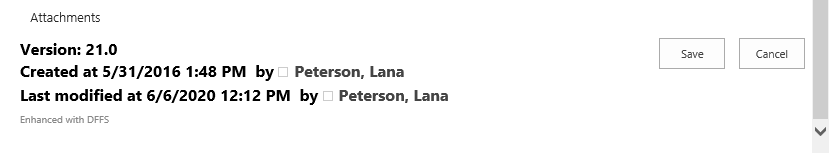 Attachments
Version: 21.0
Save Cancel
Created at 5/31/2016 1:48 PM by Peterson, Lana
Last modified at 6/6/2020 12:12 PM by Peterson, Lana
Enhanced with DFFS